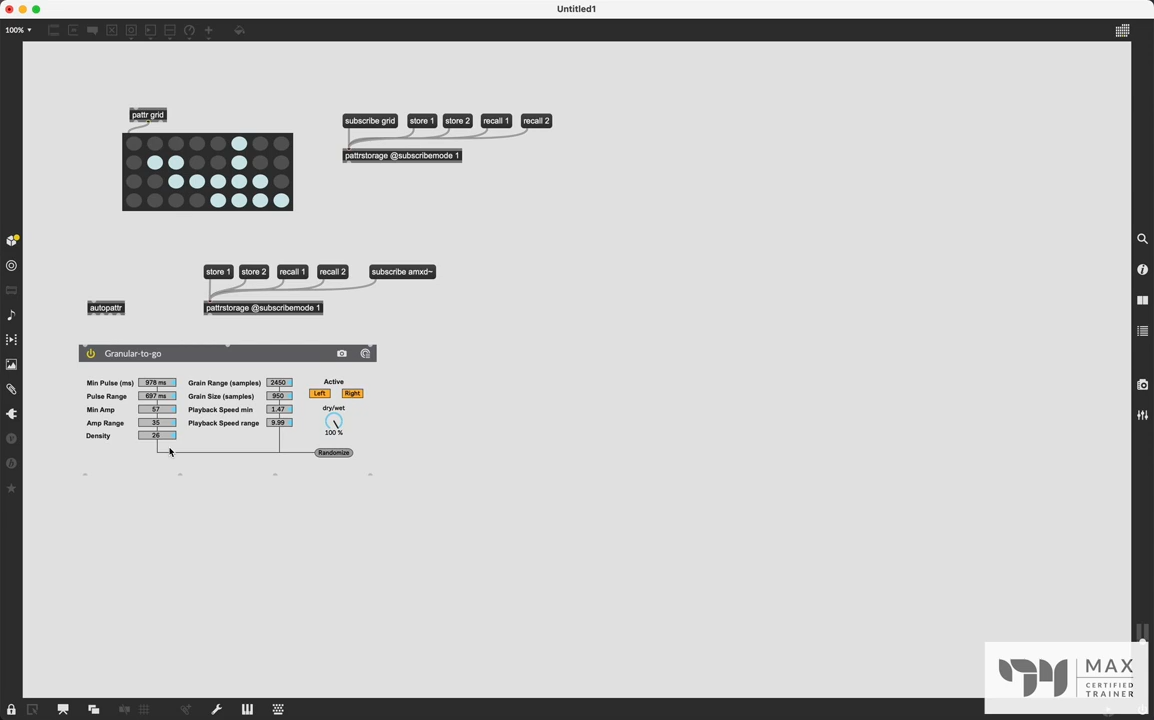 Untitled1
100%
pattr grid
subscribe grid store 1 store 2 recall 1 recall 2
pattrstorage @subscribemode 1
store 1 store 2 recall 1 recall 2 subscribe amxd~
autopattr pattrstorage @subscribemode 1
Granular-to-go
Min Pulse (ms) 978 ms Grain Range (samples) 2450 Active
Pulse Range 697 ms Grain Size (samples) 950 Left Right
Min Amp 57 Playback Speed min 1.47 dry/wet
Amp Range 35 Playback Speed range 9.99
Density 26 100 %
Randomize
MAX
CERTIFIED
TRAINER